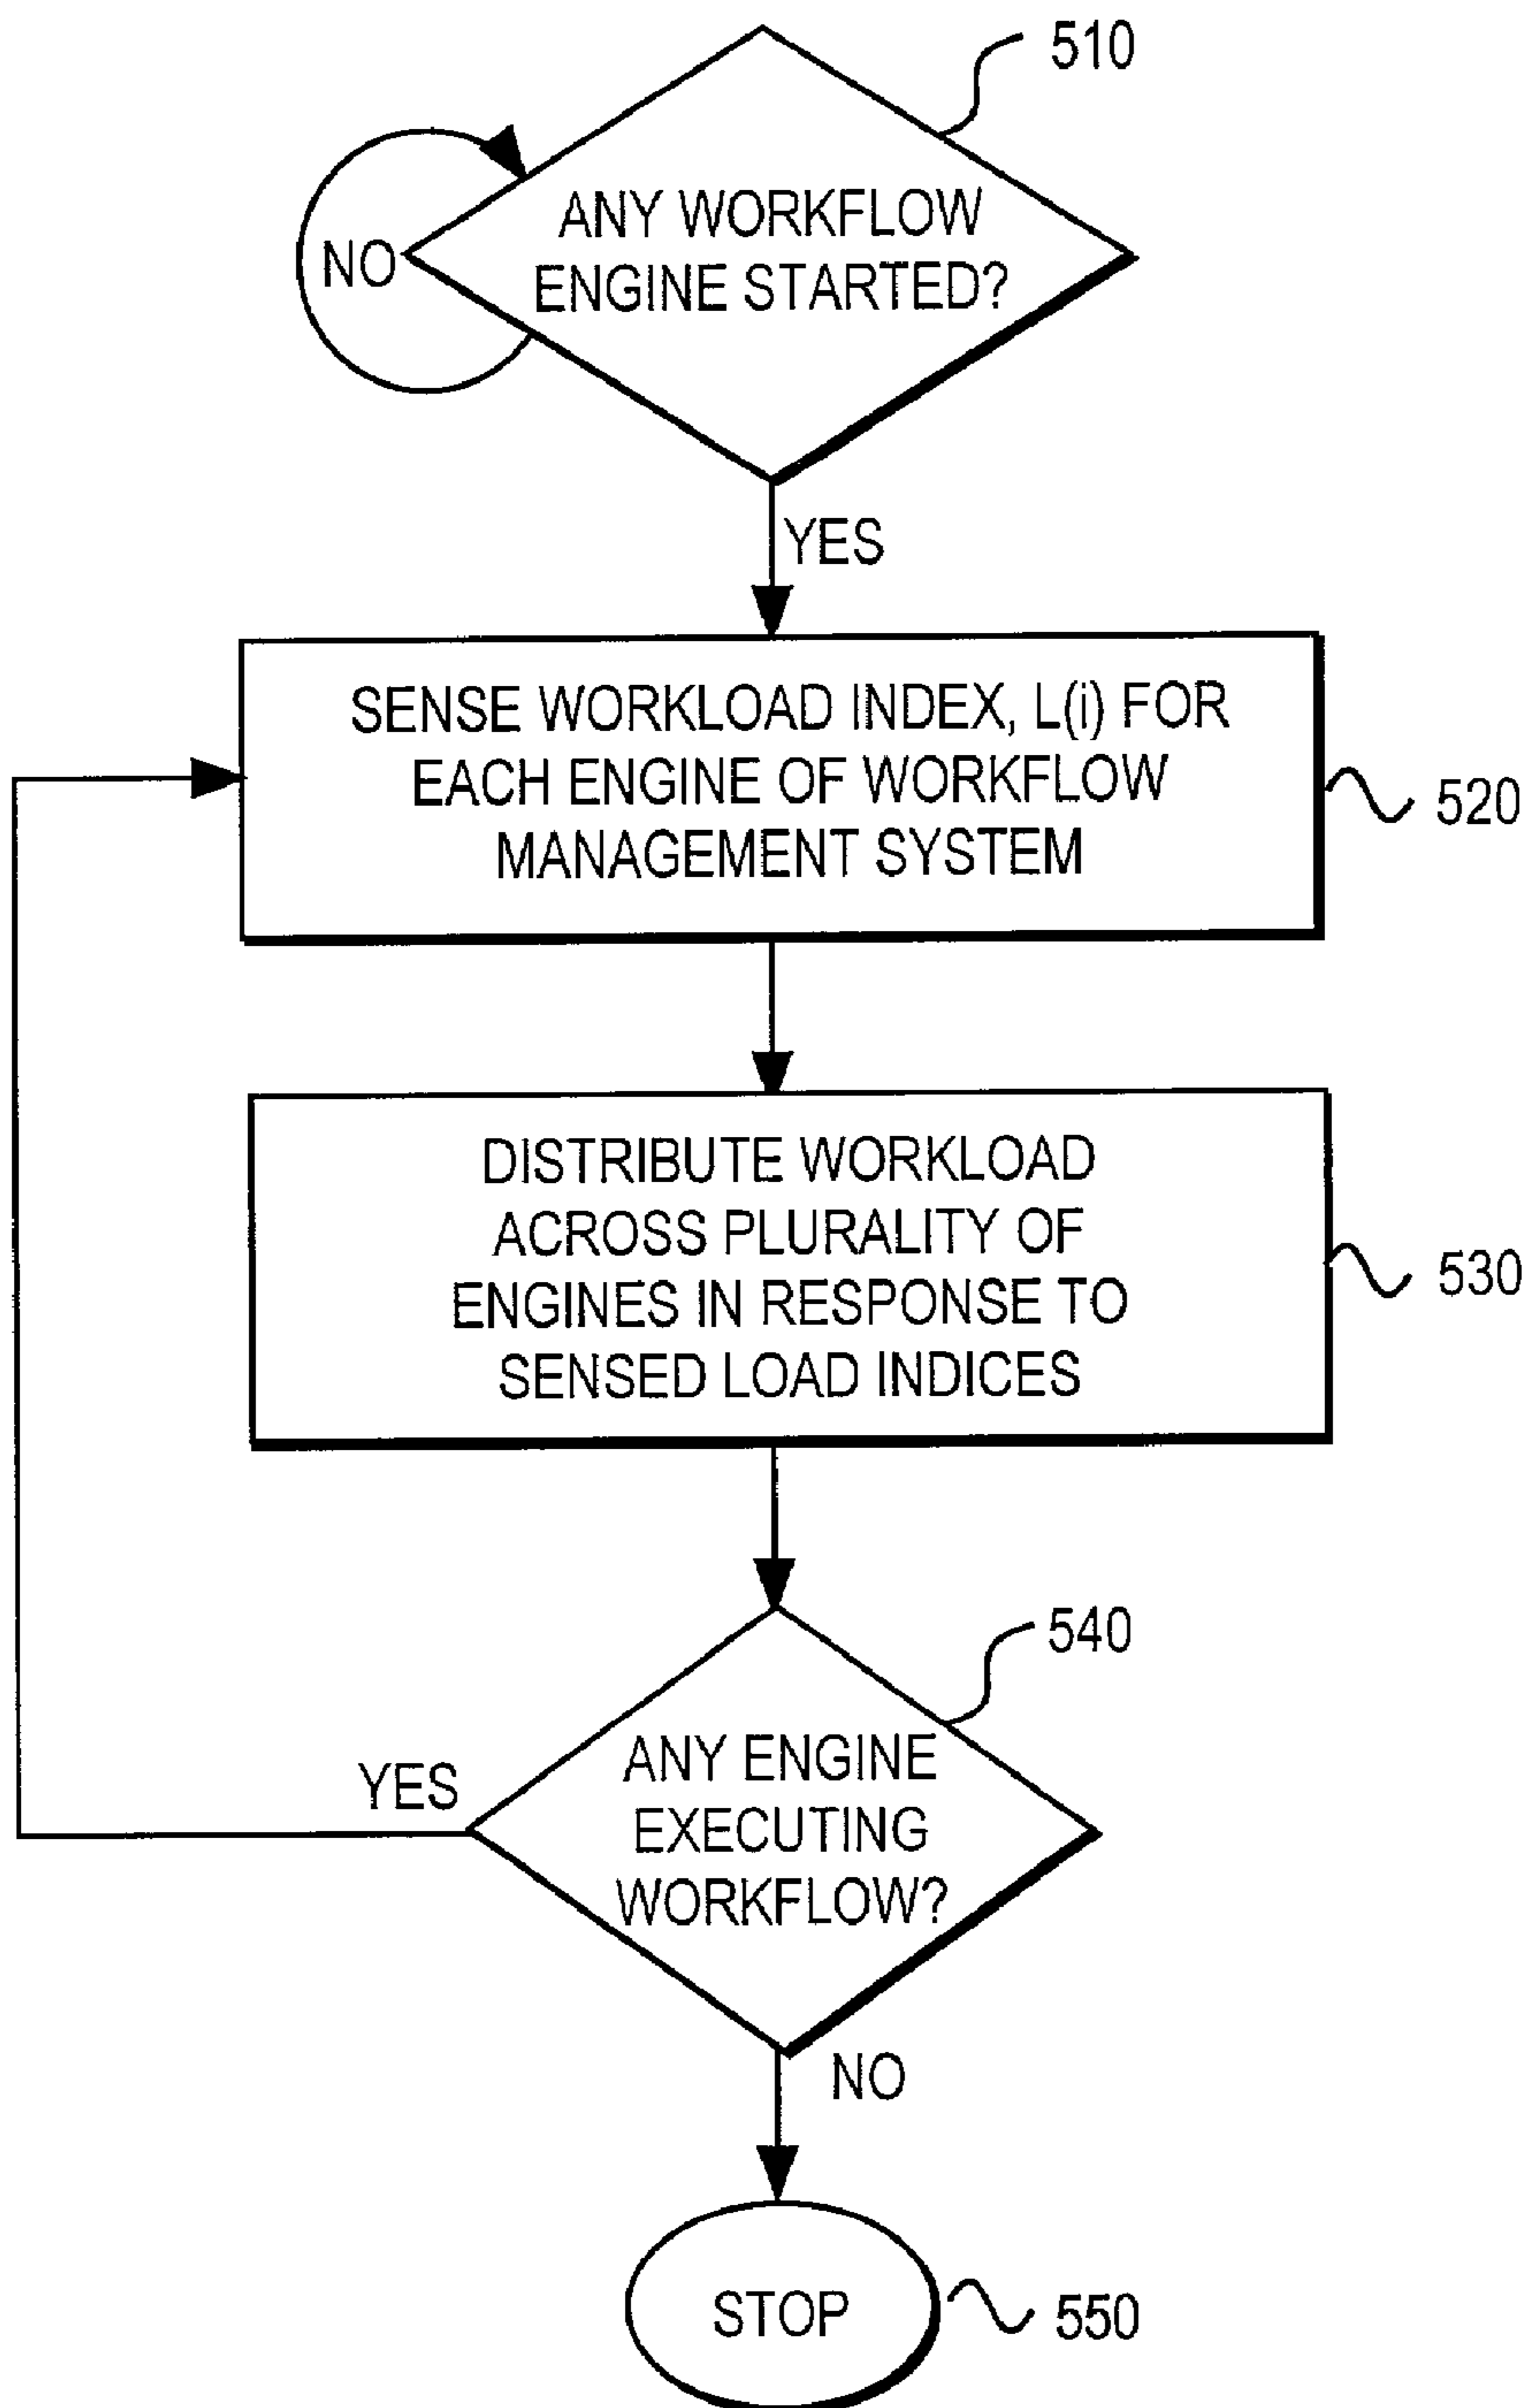 510
ANY WORKFLOW
ENGINE STARTED?
NO
YES
SENSE WORKLOAD INDEX, L(i) FOR
EACH ENGINE OF WORKFLOW
MANAGEMENT SYSTEM
520
DISTRIBUTE WORKLOAD
ACROSS PLURALITY OF
ENGINES IN RESPONSE TO
SENSED LOAD INDICES
530
540
ANY ENGINE
EXECUTING
WORKFLOW?
YES
NO
STOP
550